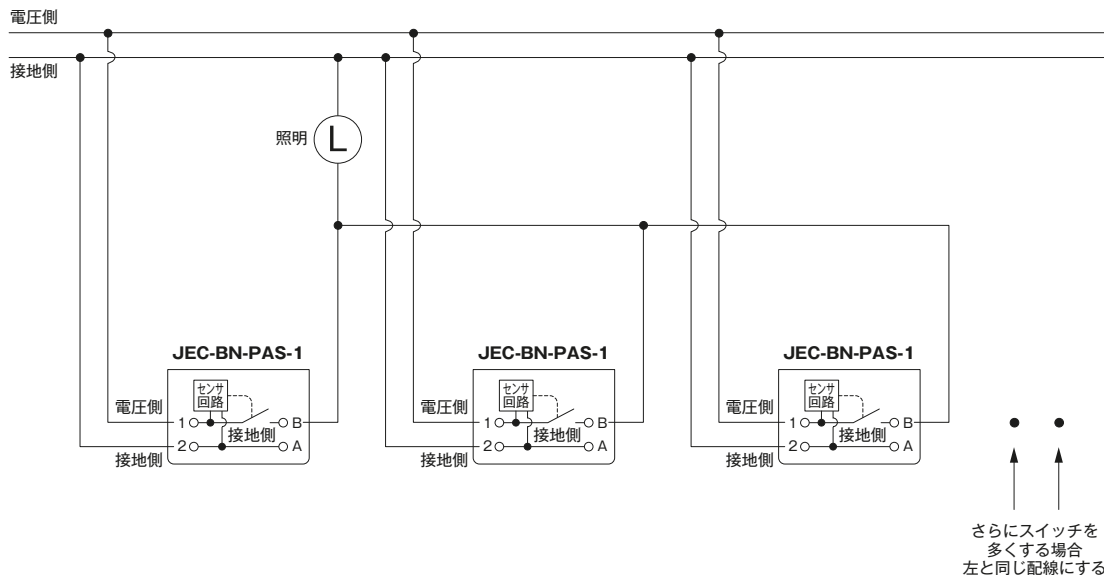 電圧側
接地側
照明
L
JEC-BN-PAS-1
センサ
回路
電圧側
1
B
接地側
2
A
接地側
JEC-BN-PAS-1
センサ
回路
電圧側
1
B
接地側
2
A
接地側
JEC-BN-PAS-1
センサ
回路
電圧側
1
B
接地側
2
A
接地側
さらにスイッチを
多くする場合
左と同じ配線にする